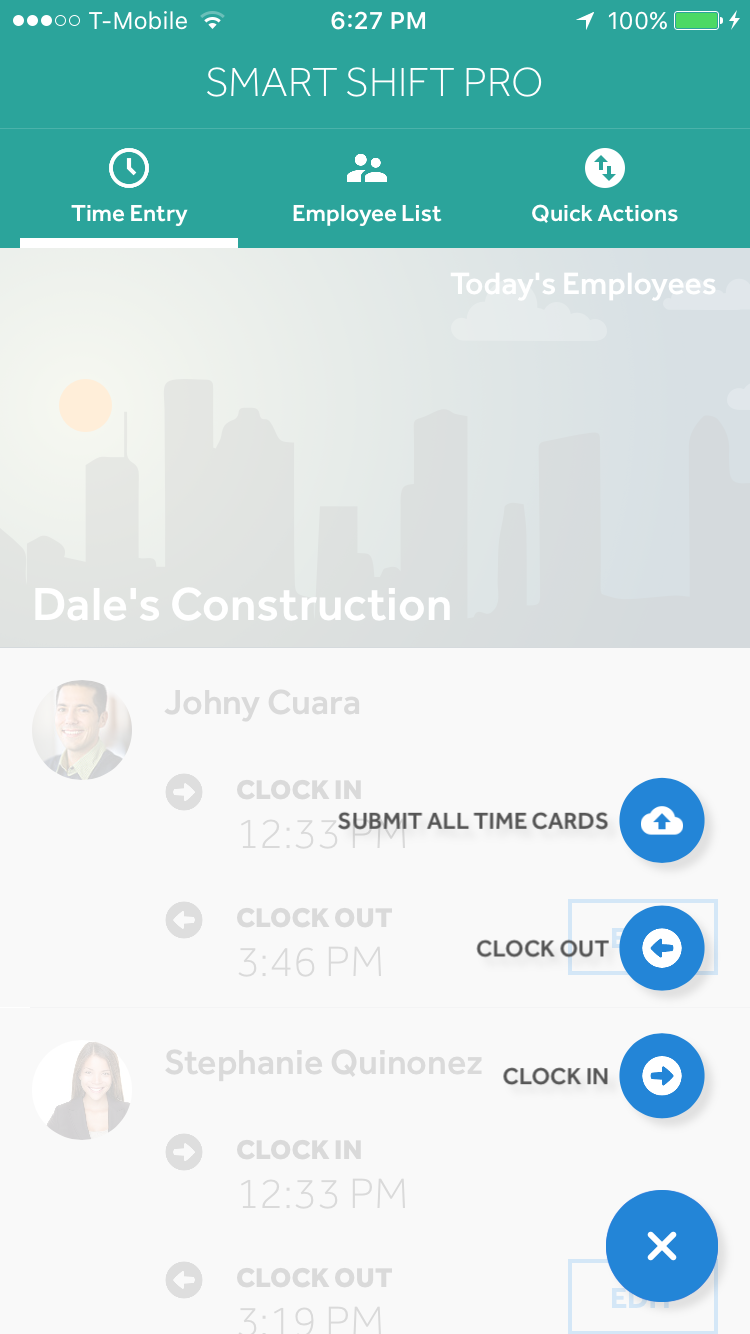 T-Mobile 6:27 PM 100%
SMART SHIFT PRO
Time Entry Employee List Quick Actions
Today's Employees
Dale's Construction
Johny Cuara
CLOCK IN
12:33 PM
SUBMIT ALL TIME CARDS
CLOCK OUT
3:46 PM
CLOCK OUT
Stephanie Quinonez
CLOCK IN
CLOCK IN
12:33 PM
CLOCK OUT
3:19 PM
EDIT